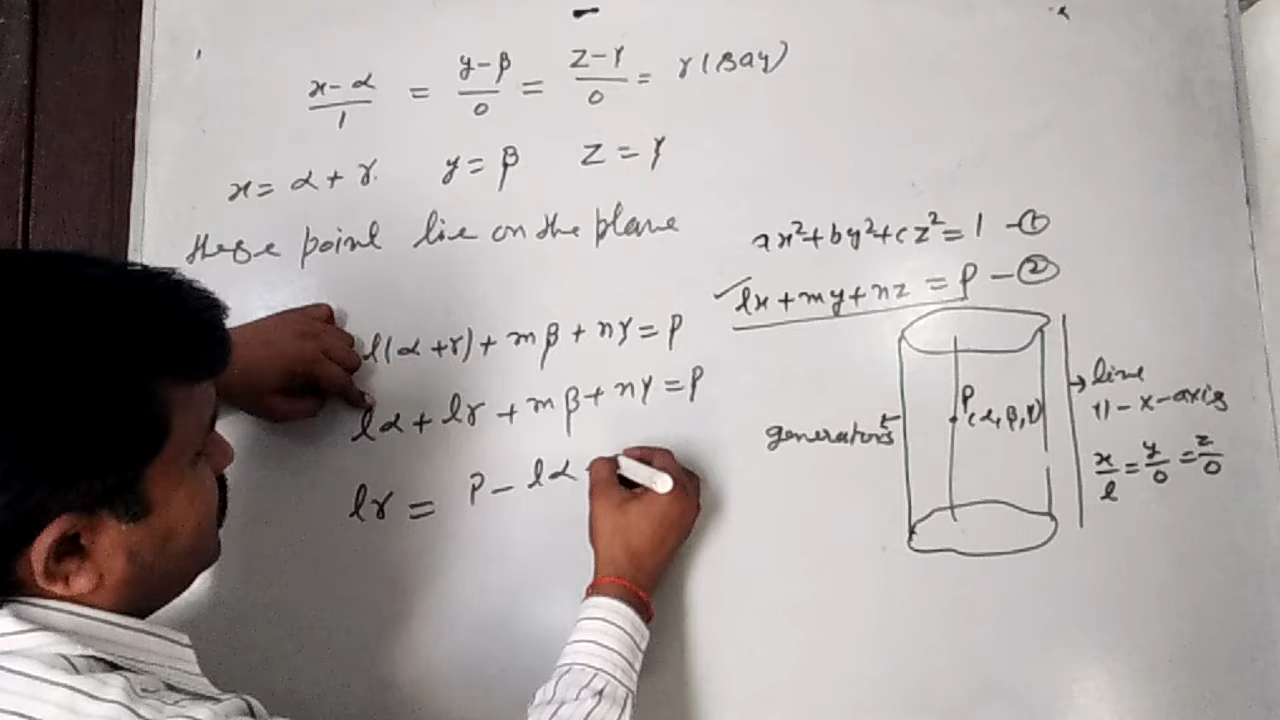 x-α/1 = y-β/0 = z-γ/0 = r (say)
x = α + r y = β z = γ
these point lie on the plane
l(α+r) + mβ + nγ = p
lα + lr + mβ + nγ = p
lr = p - lα
ax²+by²+cz² = 1 - ①
lx+my+nz = p - ②
generators
P(α,β,γ)
→ line
11 - x-axis
x/l = y/0 = z/0